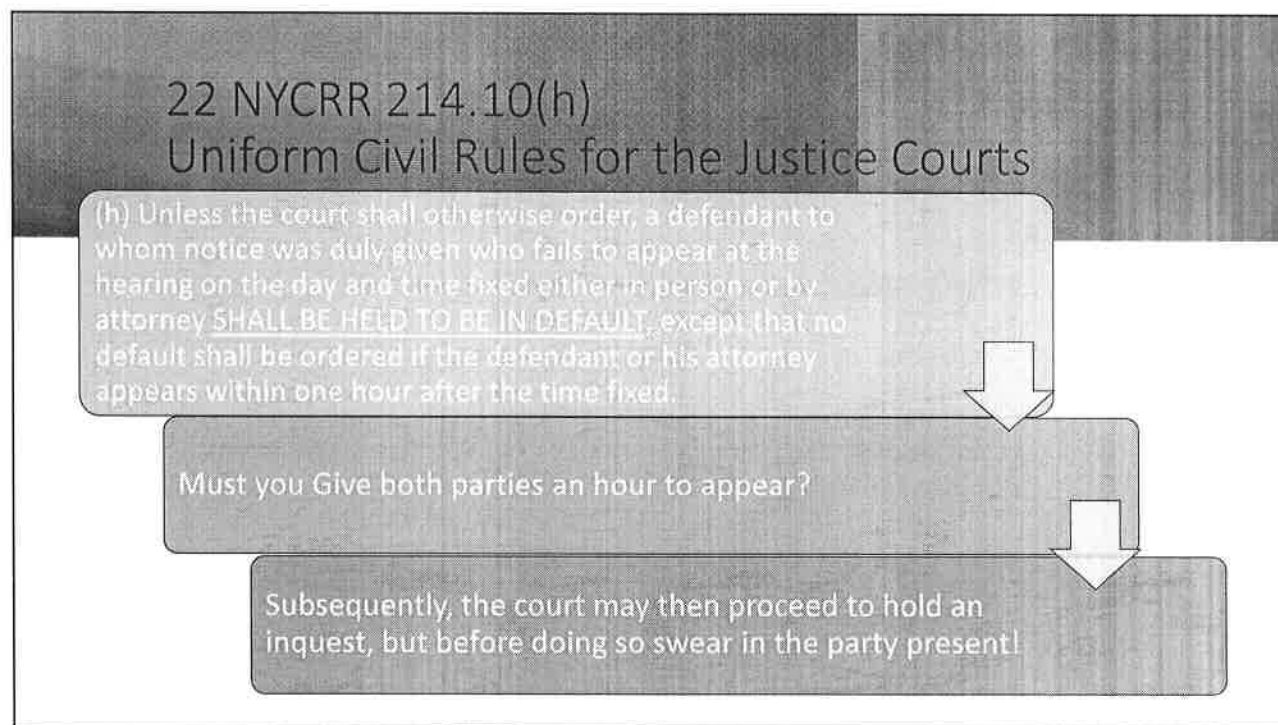 22 NYCRR 214.10(h)
Uniform Civil Rules for the Justice Courts
(h) Unless the court shall otherwise order, a defendant to
whom notice was duly given who fails to appear at the
hearing on the day and time fixed either in person or by
attorney SHALL BE HELD TO BE IN DEFAULT, except that no
default shall be ordered if the defendant or his attorney
appears within one hour after the time fixed.
Must you Give both parties an hour to appear?
Subsequently, the court may then proceed to hold an
inquest, but before doing so swear in the party present!